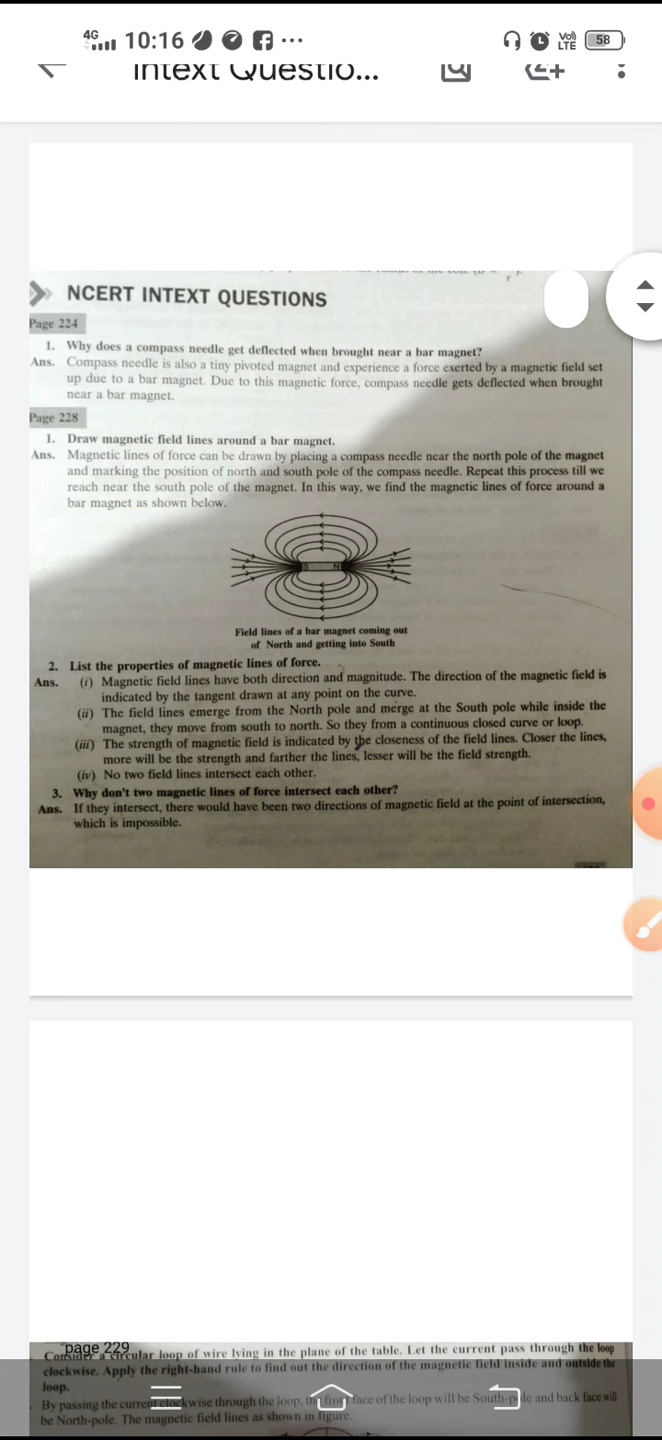 4G 10:16 58
VoD LTE
Intext Questio...
NCERT INTEXT QUESTIONS
Page 224
1. Why does a compass needle get deflected when brought near a bar magnet?
Ans. Compass needle is also a tiny pivoted magnet and experience a force exerted by a magnetic field set
up due to a bar magnet. Due to this magnetic force, compass needle gets deflected when brought
near a bar magnet.
Page 228
1. Draw magnetic field lines around a bar magnet.
Ans. Magnetic lines of force can be drawn by placing a compass needle near the north pole of the magnet
and marking the position of north and south pole of the compass needle. Repeat this process till we
reach near the south pole of the magnet. In this way, we find the magnetic lines of force around a
bar magnet as shown below.
S N
Field lines of a bar magnet coming out
of North and getting into South
2. List the properties of magnetic lines of force.
Ans. (i) Magnetic field lines have both direction and magnitude. The direction of the magnetic field is
indicated by the tangent drawn at any point on the curve.
(ii) The field lines emerge from the North pole and merge at the South pole while inside the
magnet, they move from south to north. So they from a continuous closed curve or loop.
(iii) The strength of magnetic field is indicated by the closeness of the field lines. Closer the lines,
more will be the strength and farther the lines, lesser will be the field strength.
(iv) No two field lines intersect each other.
3. Why don't two magnetic lines of force intersect each other?
Ans. If they intersect, there would have been two directions of magnetic field at the point of intersection,
which is impossible.
page 229
Consider a circular loop of wire lying in the plane of the table. Let the current pass through the loop
clockwise. Apply the right-hand rule to find out the direction of the magnetic field inside and outside the
loop.
By passing the current clockwise through the loop, the front face of the loop will be South-pole and back face will
be North-pole. The magnetic field lines as shown in figure.